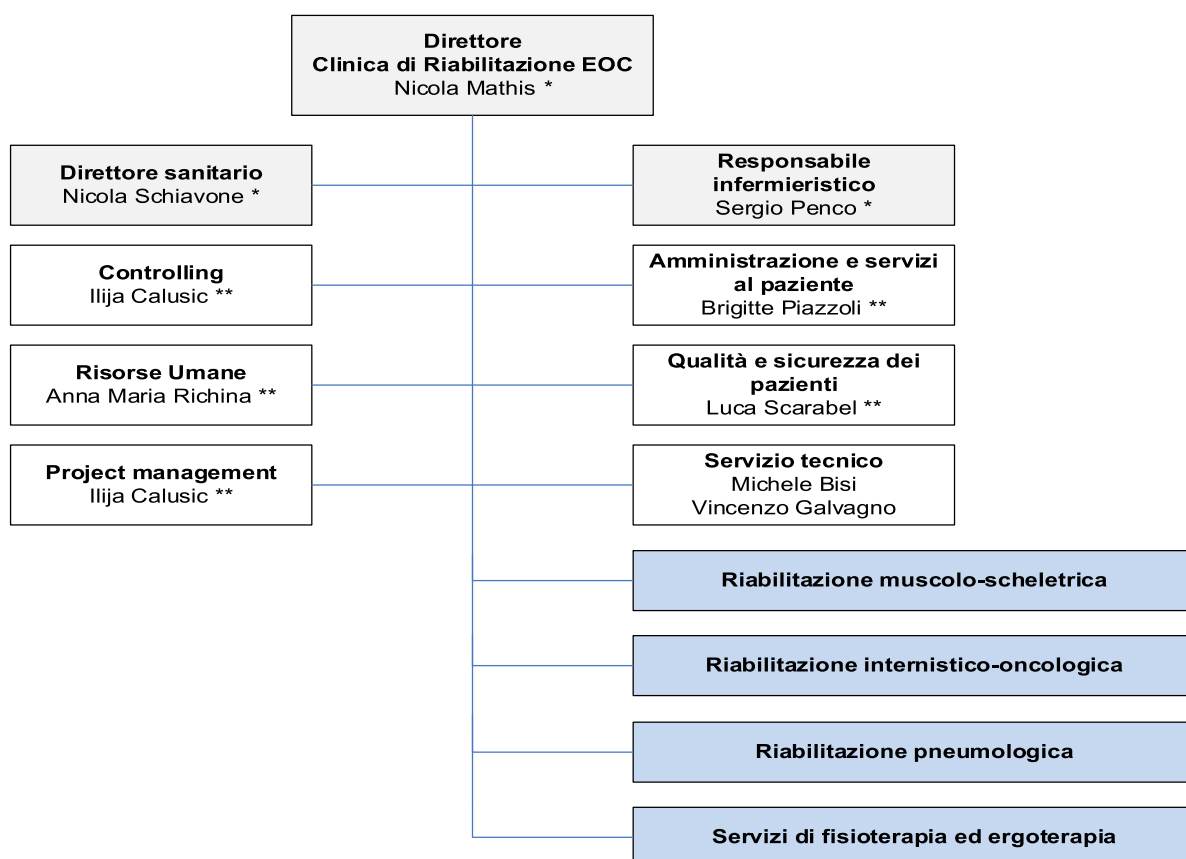 Direttore
Clinica di Riabilitazione EOC
Nicola Mathis *
Direttore sanitario
Nicola Schiavone *
Responsabile
infermieristico
Sergio Penco *
Controlling
Ilija Calusic **
Amministrazione e servizi
al paziente
Brigitte Piazzoli **
Risorse Umane
Anna Maria Richina **
Qualità e sicurezza dei
pazienti
Luca Scarabel **
Project management
Ilija Calusic **
Servizio tecnico
Michele Bisi
Vincenzo Galvagno
Riabilitazione muscolo-scheletrica
Riabilitazione internistico-oncologica
Riabilitazione pneumologica
Servizi di fisioterapia ed ergoterapia